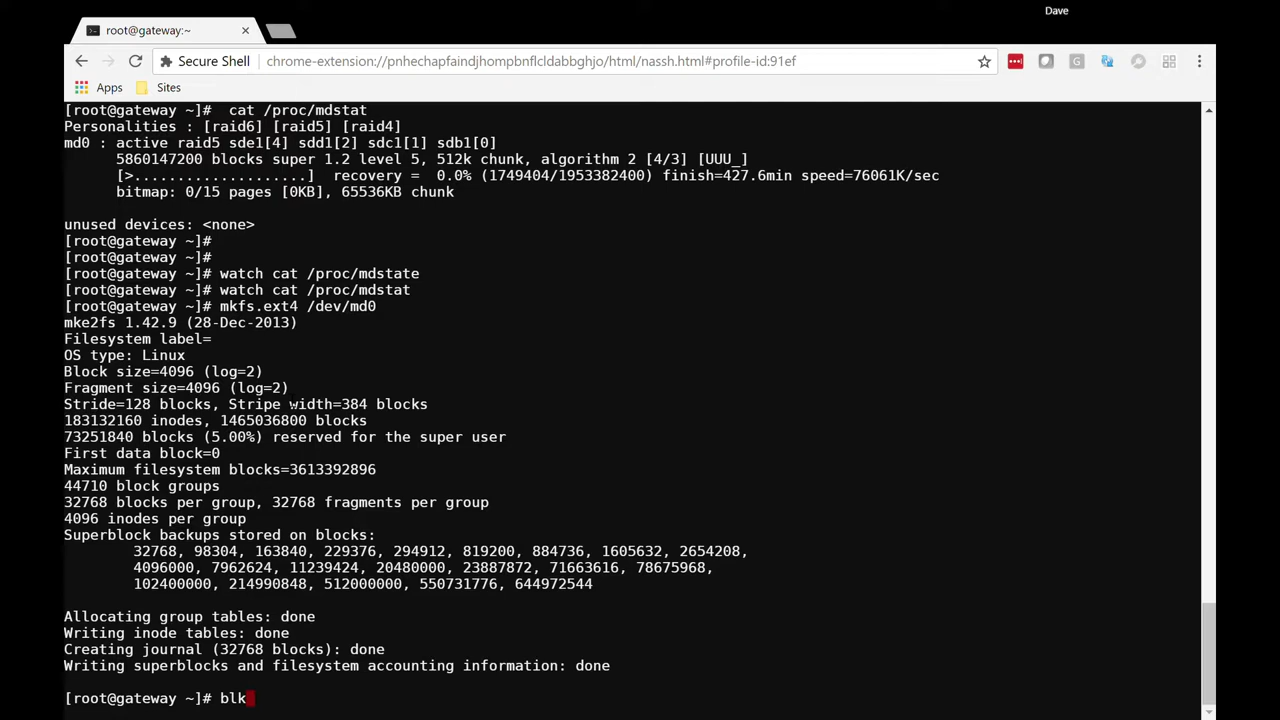 Dave
root@gateway:~
Secure Shell chrome-extension://pnhechapfaindjhompbnflcldabbghjo/html/nassh.html#profile-id:91ef
Apps Sites
[root@gateway ~]#  cat /proc/mdstat
Personalities : [raid6] [raid5] [raid4]
md0 : active raid5 sde1[4] sdd1[2] sdc1[1] sdb1[0]
5860147200 blocks super 1.2 level 5, 512k chunk, algorithm 2 [4/3] [UUU_]
[>....................]  recovery =  0.0% (1749404/1953382400) finish=427.6min speed=76061K/sec
bitmap: 0/15 pages [0KB], 65536KB chunk
unused devices: <none>
[root@gateway ~]#
[root@gateway ~]#
[root@gateway ~]# watch cat /proc/mdstate
[root@gateway ~]# watch cat /proc/mdstat
[root@gateway ~]# mkfs.ext4 /dev/md0
mke2fs 1.42.9 (28-Dec-2013)
Filesystem label=
OS type: Linux
Block size=4096 (log=2)
Fragment size=4096 (log=2)
Stride=128 blocks, Stripe width=384 blocks
183132160 inodes, 1465036800 blocks
73251840 blocks (5.00%) reserved for the super user
First data block=0
Maximum filesystem blocks=3613392896
44710 block groups
32768 blocks per group, 32768 fragments per group
4096 inodes per group
Superblock backups stored on blocks:
32768, 98304, 163840, 229376, 294912, 819200, 884736, 1605632, 2654208,
4096000, 7962624, 11239424, 20480000, 23887872, 71663616, 78675968,
102400000, 214990848, 512000000, 550731776, 644972544
Allocating group tables: done
Writing inode tables: done
Creating journal (32768 blocks): done
Writing superblocks and filesystem accounting information: done
[root@gateway ~]# blk